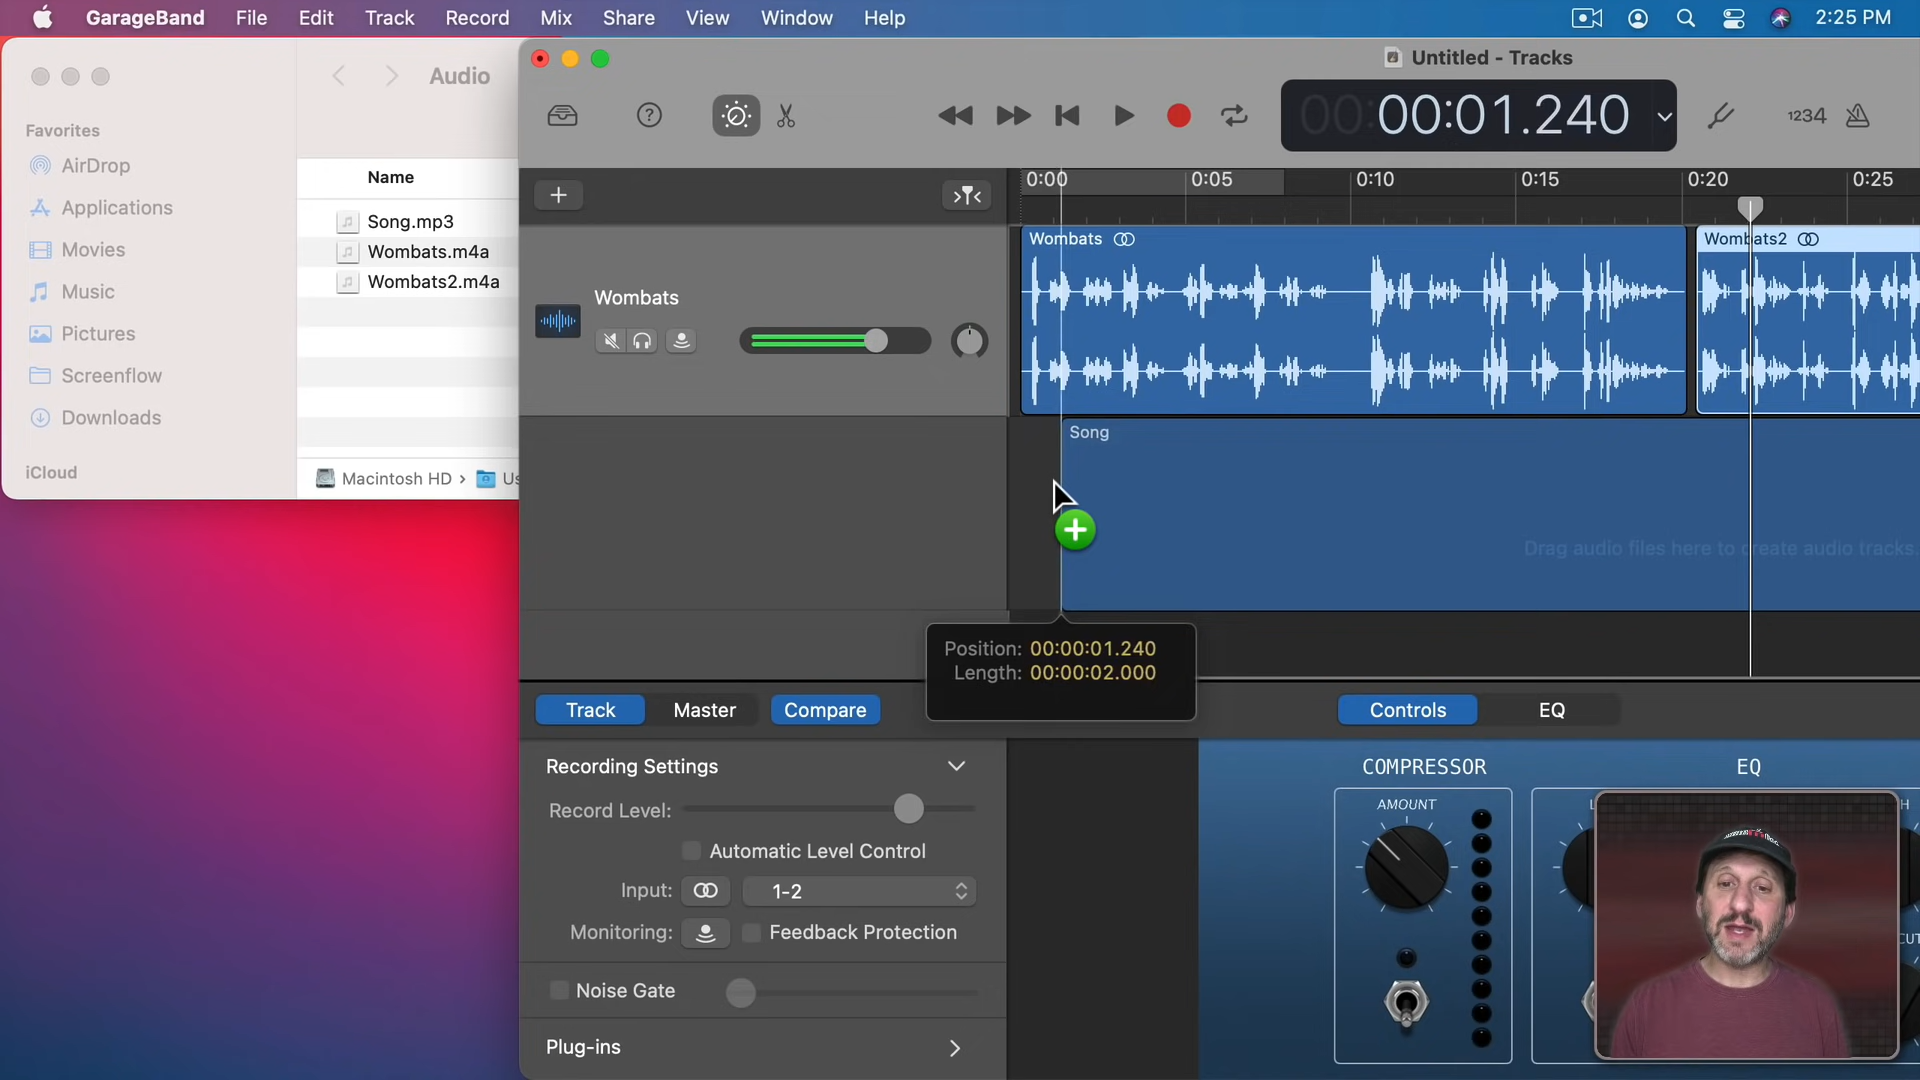 GarageBand File Edit Track Record Mix Share View Window Help 2:25 PM
Audio
Favorites
AirDrop
Applications
Movies
Music
Pictures
Screenflow
Downloads
iCloud
Name
Song.mp3
Wombats.m4a
Wombats2.m4a
Macintosh HD › Us
Untitled - Tracks
00:00:01.240
1234
0:00 0:05 0:10 0:15 0:20 0:25
Wombats
Wombats
Wombats2
Song
Drag audio files here to create audio tracks.
Position: 00:00:01.240
Length: 00:00:02.000
Track Master Compare
Controls EQ
Recording Settings
Record Level:
Automatic Level Control
Input: 1-2
Monitoring: Feedback Protection
Noise Gate
Plug-ins
COMPRESSOR
AMOUNT
EQ